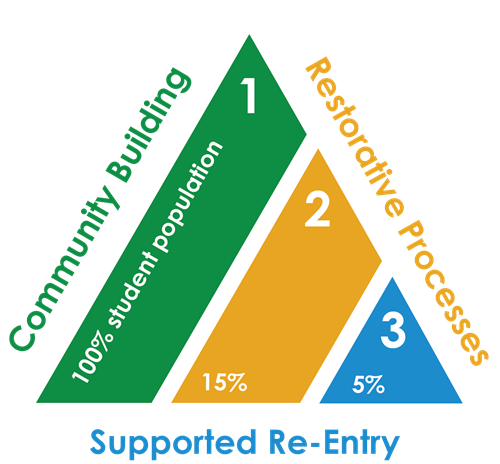 Community Building
Restorative Processes
1
100% student population
2
15%
3
5%
Supported Re-Entry